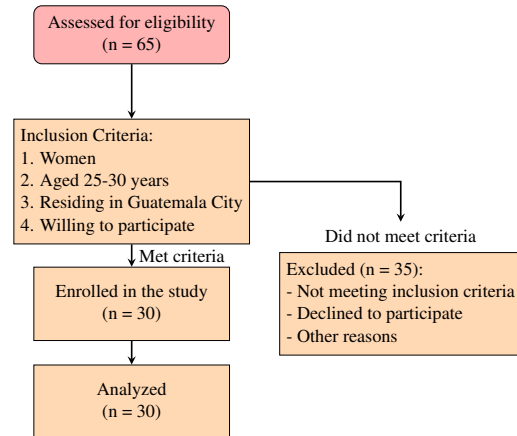 Assessed for eligibility
(n = 65)
Inclusion Criteria:
1. Women
2. Aged 25-30 years
3. Residing in Guatemala City
4. Willing to participate
Did not meet criteria
Met criteria
Excluded (n = 35):
- Not meeting inclusion criteria
- Declined to participate
- Other reasons
Enrolled in the study
(n = 30)
Analyzed
(n = 30)